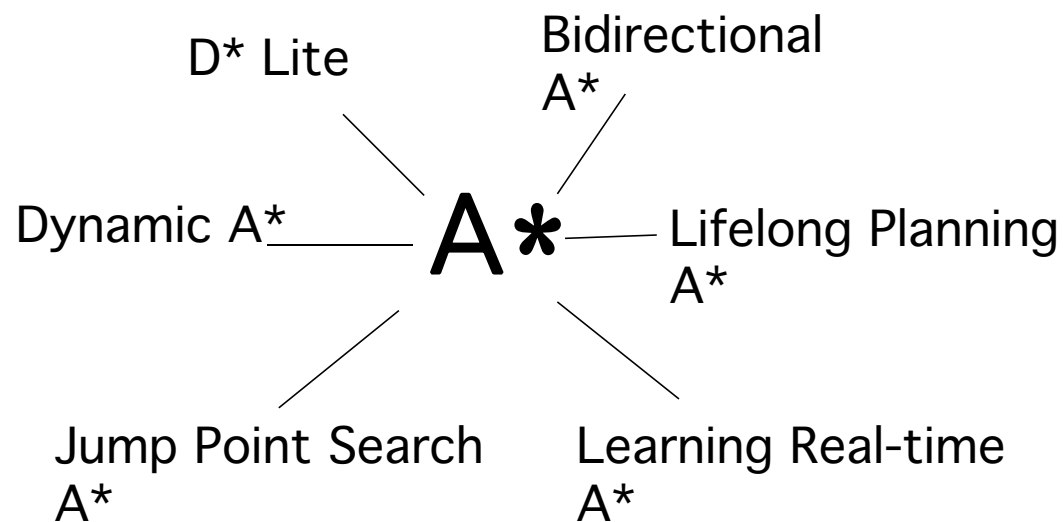 D* Lite
Bidirectional
A*
Dynamic A*
A*
Lifelong Planning
A*
Jump Point Search
A*
Learning Real-time
A*